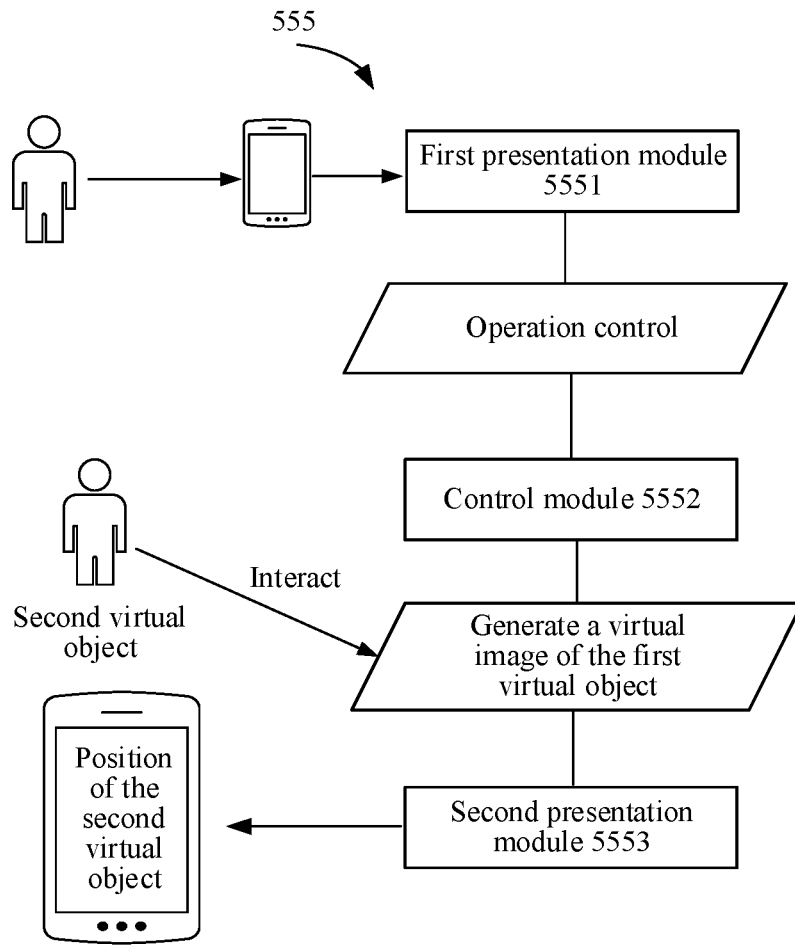 555
First presentation module
5551
Operation control
Control module 5552
Interact
Second virtual
object
Generate a virtual
image of the first
virtual object
Position
of the
second
virtual
object
Second presentation
module 5553